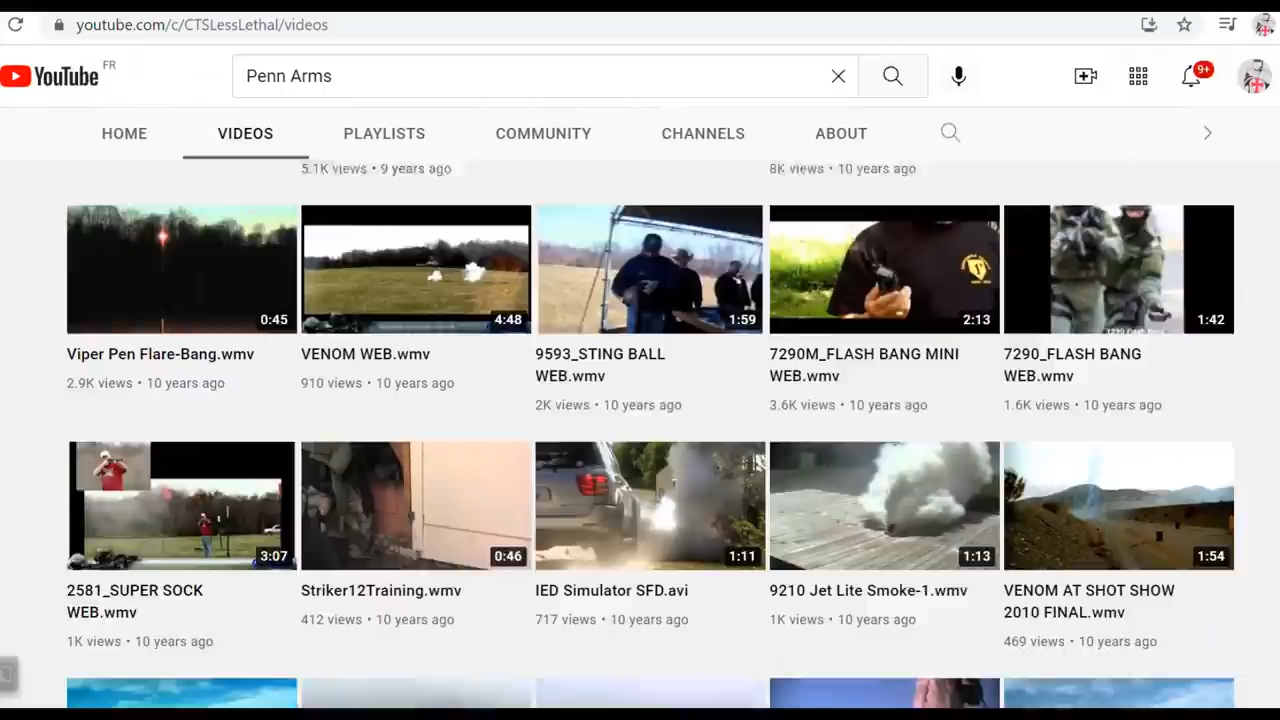 youtube.com/c/CTSLessLethal/videos
YouTube FR
Penn Arms
9+
HOME VIDEOS PLAYLISTS COMMUNITY CHANNELS ABOUT
5.1K views • 9 years ago
8K views • 10 years ago
0:45
4:48
1:59
2:13
1:42
Viper Pen Flare-Bang.wmv
2.9K views • 10 years ago
VENOM WEB.wmv
910 views • 10 years ago
9593_STING BALL
WEB.wmv
2K views • 10 years ago
7290M_FLASH BANG MINI
WEB.wmv
3.6K views • 10 years ago
7290_FLASH BANG
WEB.wmv
1.6K views • 10 years ago
3:07
0:46
1:11
1:13
1:54
2581_SUPER SOCK
WEB.wmv
1K views • 10 years ago
Striker12Training.wmv
412 views • 10 years ago
IED Simulator SFD.avi
717 views • 10 years ago
9210 Jet Lite Smoke-1.wmv
1K views • 10 years ago
VENOM AT SHOT SHOW
2010 FINAL.wmv
469 views • 10 years ago